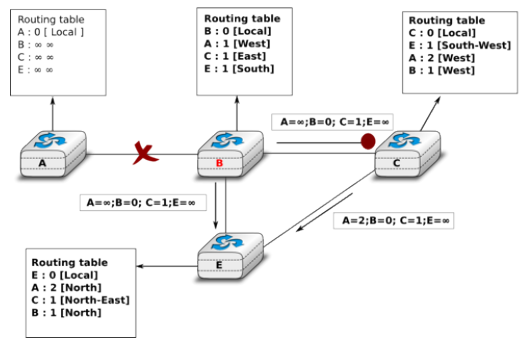 Routing table
A : 0 [ Local ]
B : ∞ ∞
C : ∞ ∞
E : ∞ ∞
Routing table
B : 0 [Local]
A : 1 [West]
C : 1 [East]
E : 1 [South]
Routing table
C : 0 [Local]
E : 1 [South-West]
A : 2 [West]
B : 1 [West]
A=∞;B=0; C=1;E=∞
A
B
C
A=∞;B=0; C=1;E=∞
A=2;B=0; C=1;E=∞
E
Routing table
E : 0 [Local]
A : 2 [North]
C : 1 [North-East]
B : 1 [North]